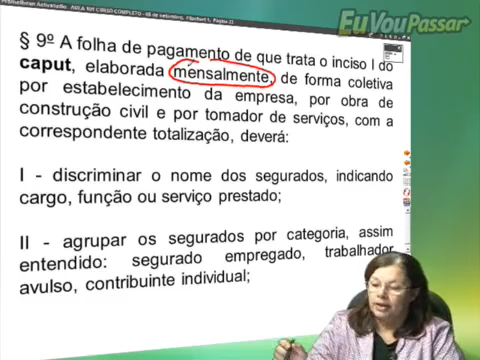 EuVouPassar
§ 9º A folha de pagamento de que trata o inciso I do
caput, elaborada mensalmente, de forma coletiva
por estabelecimento da empresa, por obra de
construção civil e por tomador de serviços, com a
correspondente totalização, deverá:
I - discriminar o nome dos segurados, indicando
cargo, função ou serviço prestado;
II - agrupar os segurados por categoria, assim
entendido: segurado empregado, trabalhador
avulso, contribuinte individual;